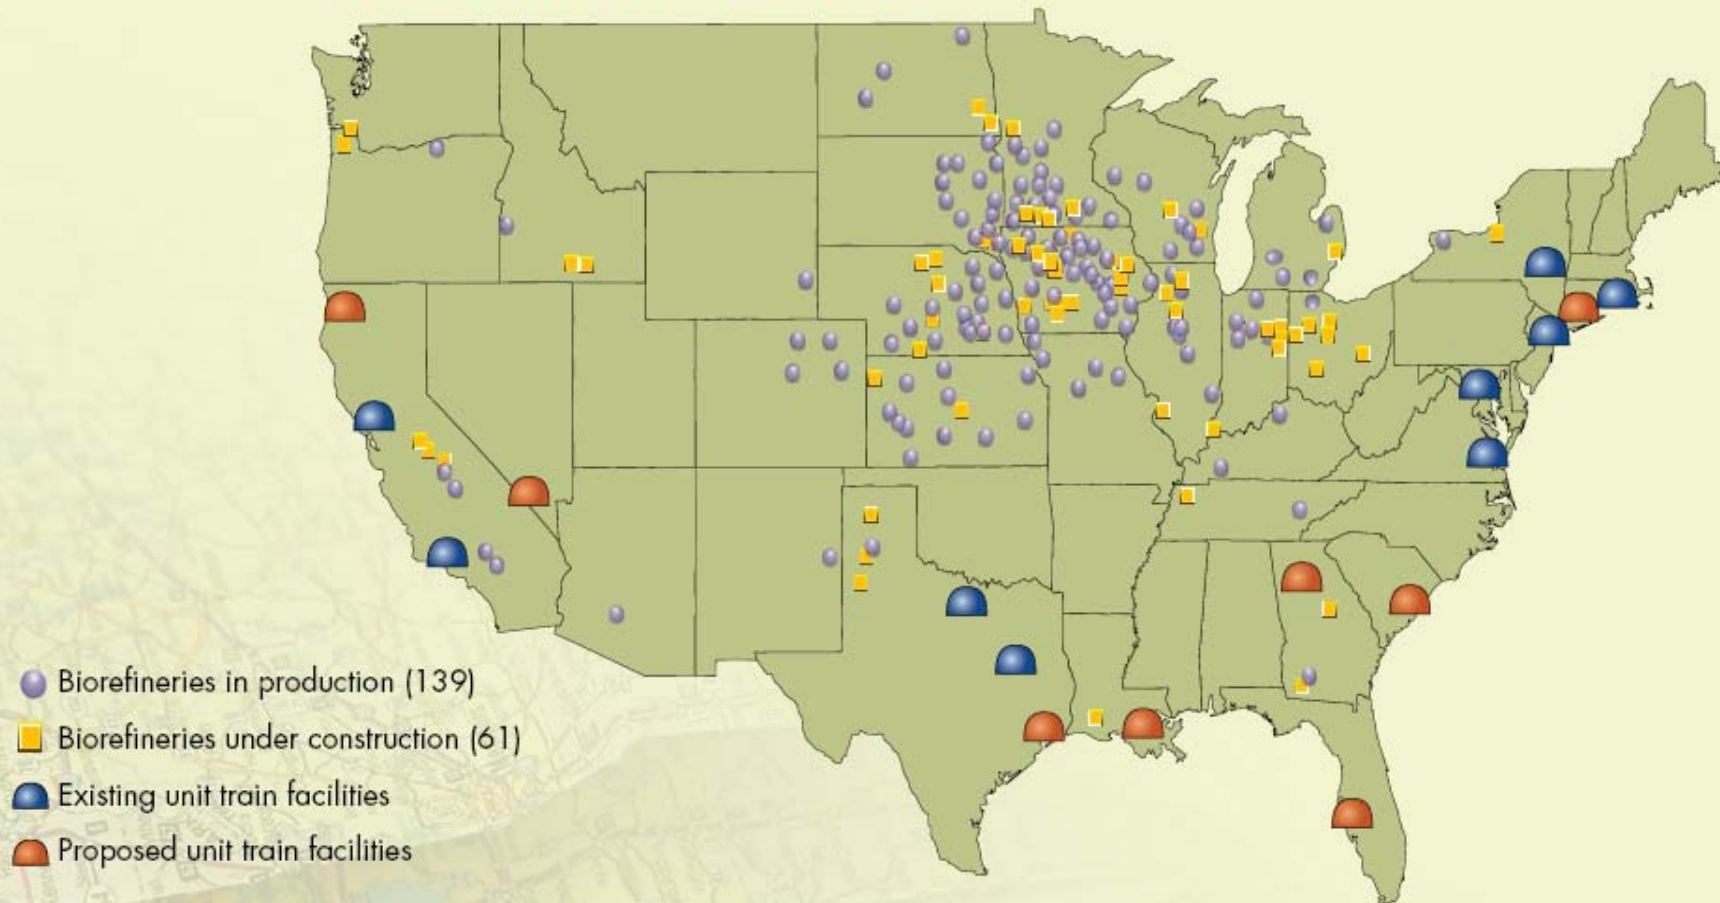 Biorefineries in production (139)
Biorefineries under construction (61)
Existing unit train facilities
Proposed unit train facilities